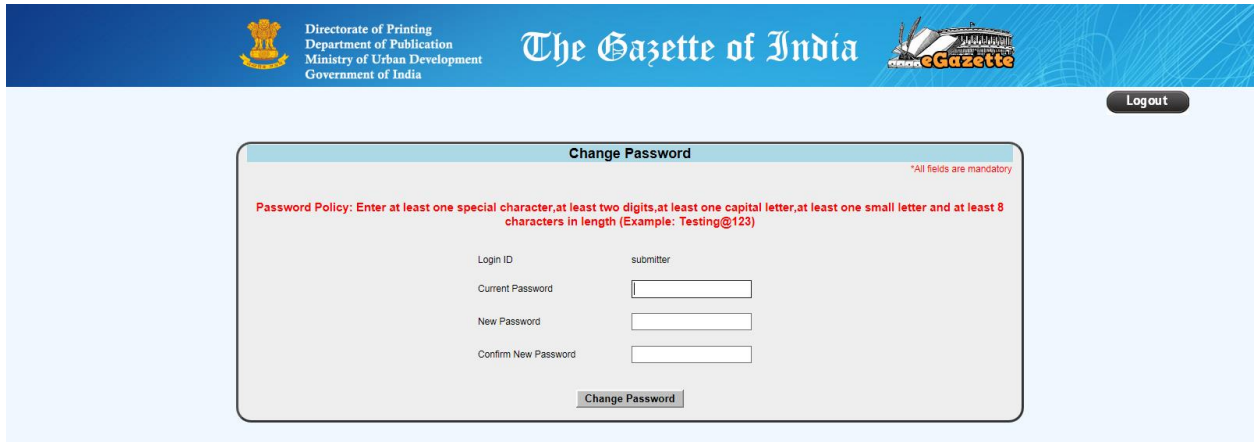 Directorate of Printing
Department of Publication
Ministry of Urban Development
Government of India
The Gazette of India
eGazette
Logout
Change Password
*All fields are mandatory
Password Policy: Enter at least one special character,at least two digits,at least one capital letter,at least one small letter and at least 8
characters in length (Example: Testing@123)
Login ID submitter
Current Password
New Password
Confirm New Password
Change Password